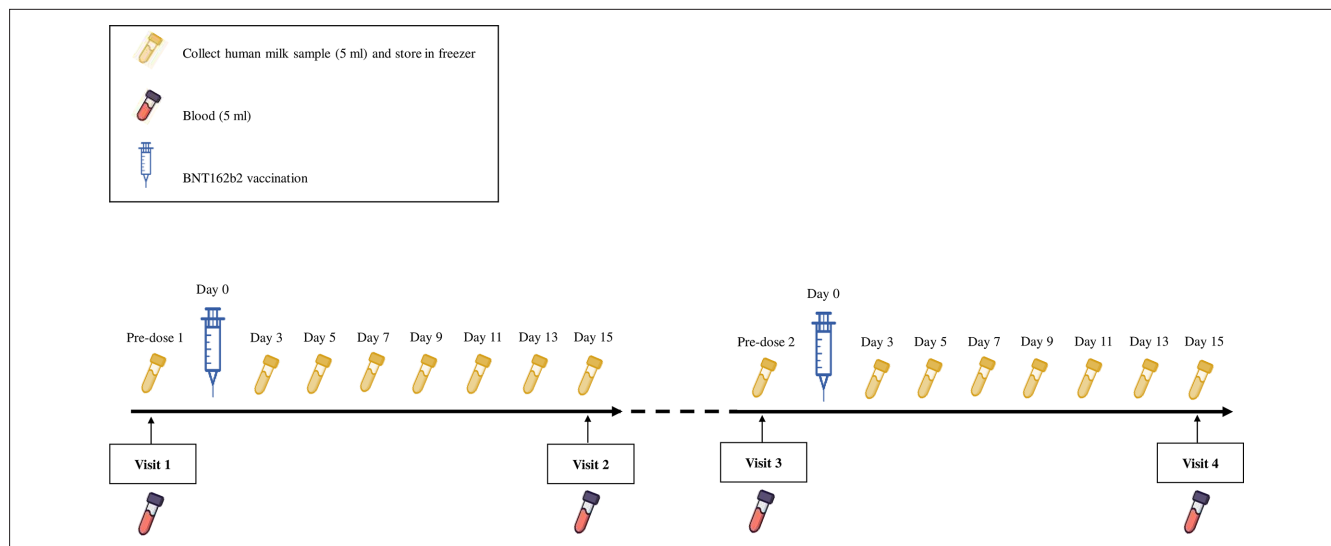 Collect human milk sample (5 ml) and store in freezer
Blood (5 ml)
BNT162b2 vaccination
Day 0
Pre-dose 1
Day 3
Day 5
Day 7
Day 9
Day 11
Day 13
Day 15
Day 0
Pre-dose 2
Day 3
Day 5
Day 7
Day 9
Day 11
Day 13
Day 15
Visit 1
Visit 2
Visit 3
Visit 4